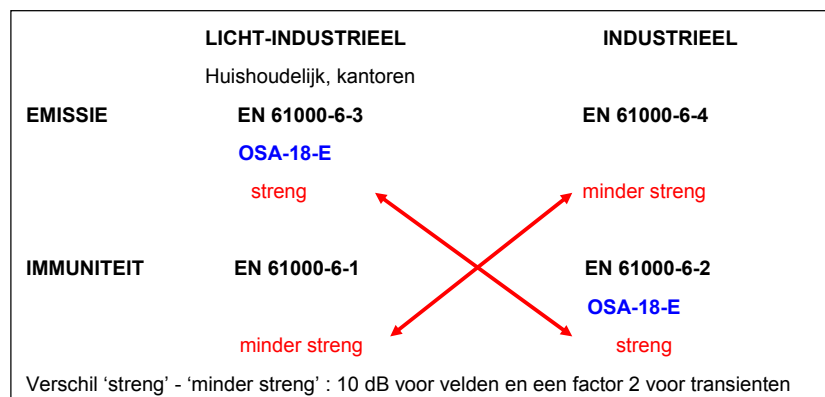 LICHT-INDUSTRIEEL INDUSTRIEEL
Huishoudelijk, kantoren
EMISSIE EN 61000-6-3 EN 61000-6-4
OSA-18-E
streng minder streng
IMMUNITEIT EN 61000-6-1 EN 61000-6-2
OSA-18-E
minder streng streng
Verschil ‘streng’ - ‘minder streng’ : 10 dB voor velden en een factor 2 voor transienten